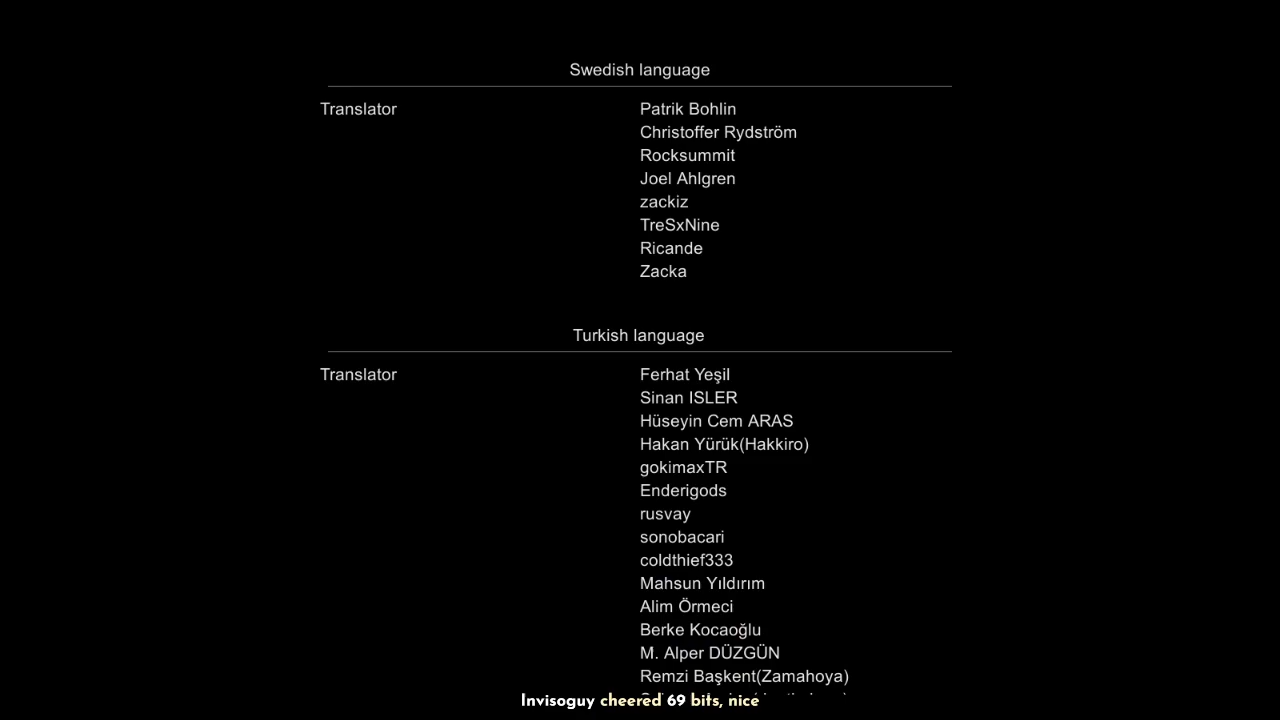 Swedish language
Translator
Patrik Bohlin
Christoffer Rydström
Rocksummit
Joel Ahlgren
zackiz
TreSxNine
Ricande
Zacka
Turkish language
Translator
Ferhat Yeşil
Sinan ISLER
Hüseyin Cem ARAS
Hakan Yürük(Hakkiro)
gokimaxTR
Enderigods
rusvay
sonobacari
coldthief333
Mahsun Yıldırım
Alim Örmeci
Berke Kocaoğlu
M. Alper DÜZGÜN
Remzi Başkent(Zamahoya)
Invisoguy cheered 69 bits, nice